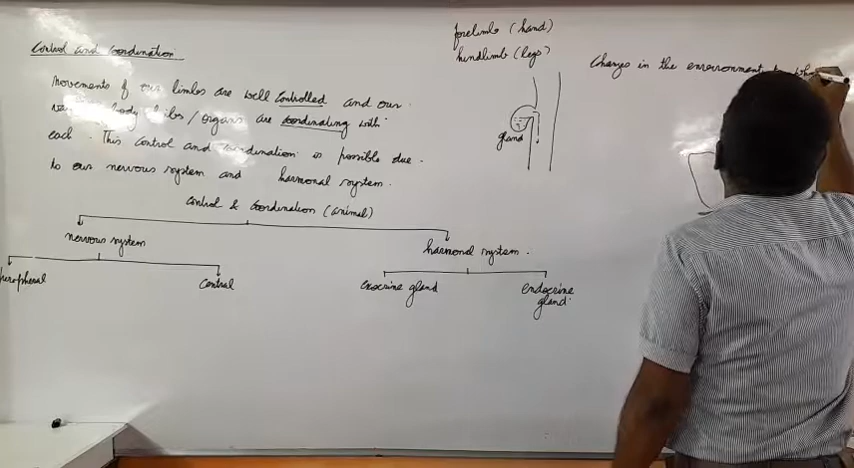 Control and Coordination
Movements of our limbs are well Controlled and our
body / organs are coordinating with
each. This control and coordination is possible due
to our nervous system and harmonal system.
Control & Coordination (animal)
nervous system
harmonal system.
peripheral
Central
exocrine gland
endocrine
gland
forelimb (hand)
hindlimb (legs)
gland
Changes in the environment